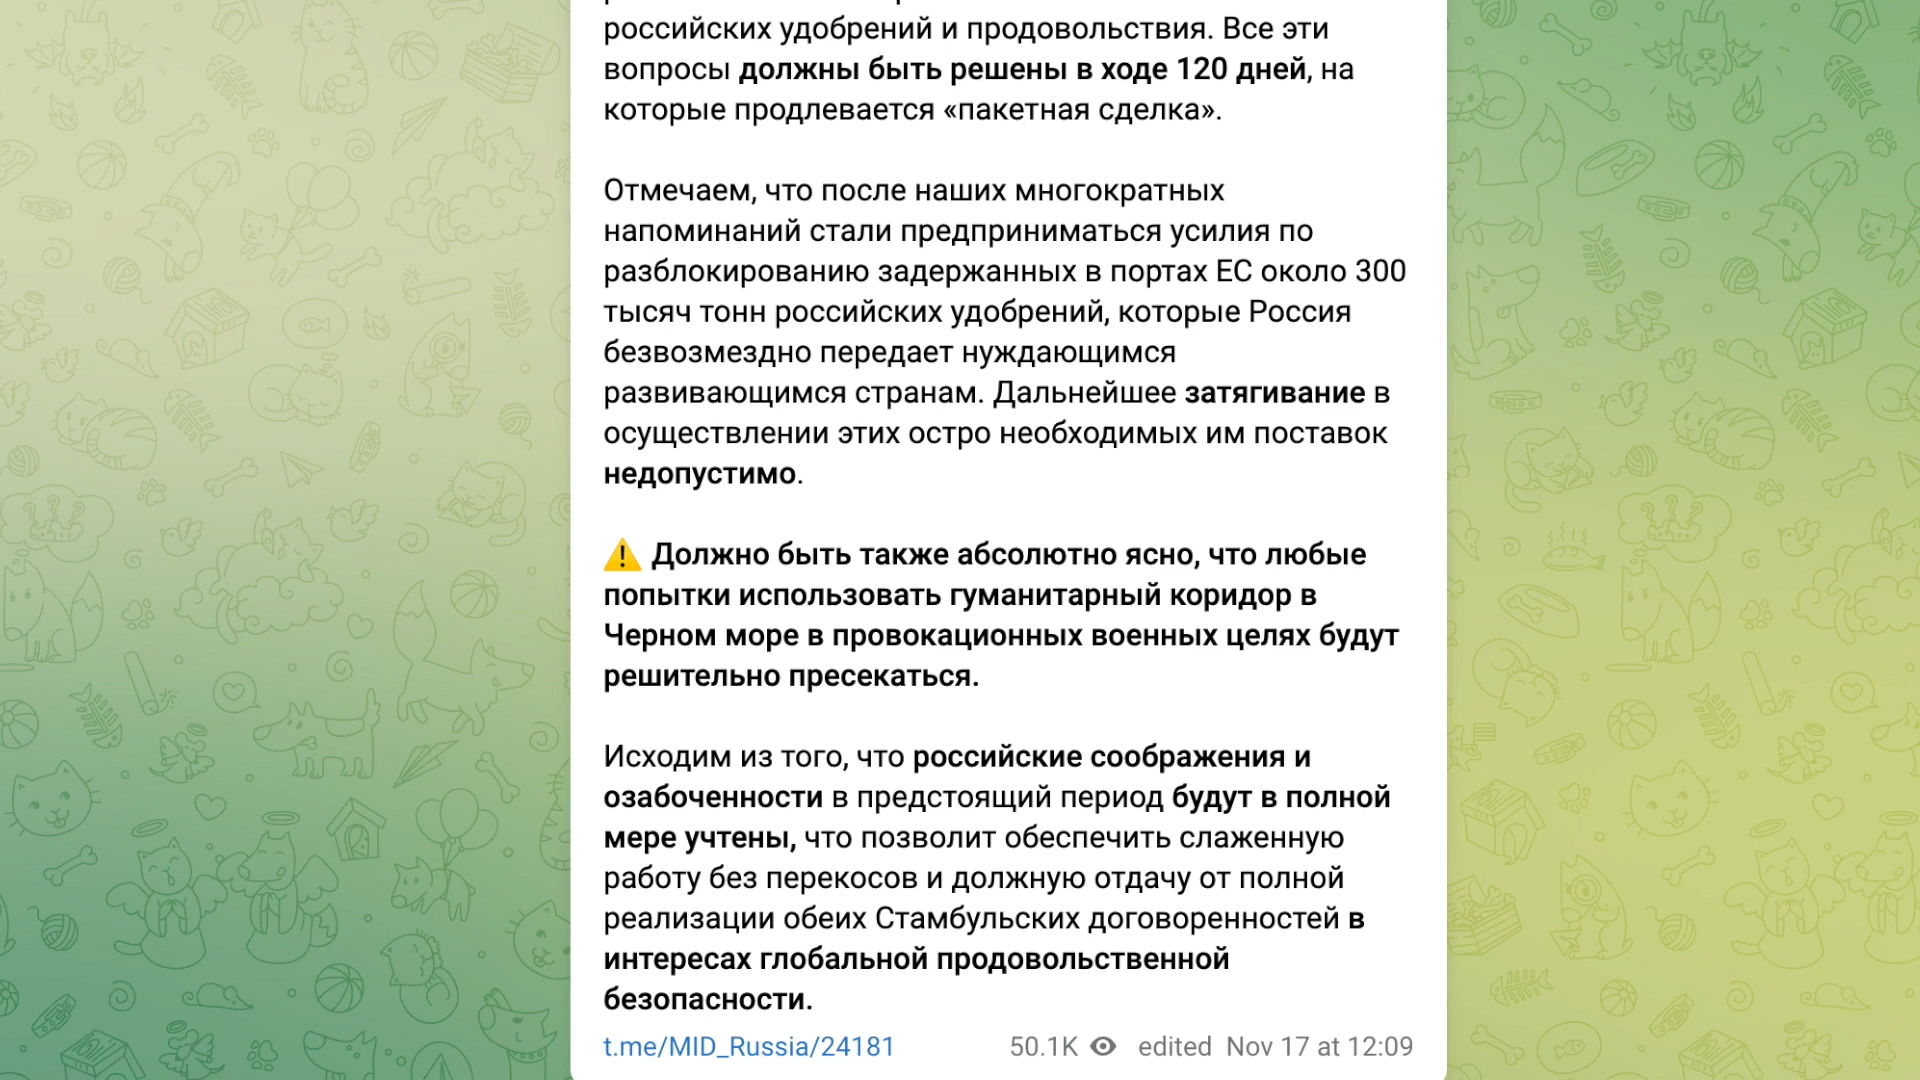 российских удобрений и продовольствия. Все эти
вопросы должны быть решены в ходе 120 дней, на
которые продлевается «пакетная сделка».
Отмечаем, что после наших многократных
напоминаний стали предприниматься усилия по
разблокированию задержанных в портах ЕС около 300
тысяч тонн российских удобрений, которые Россия
безвозмездно передает нуждающимся
развивающимся странам. Дальнейшее затягивание в
осуществлении этих остро необходимых им поставок
недопустимо.
⚠️ Должно быть также абсолютно ясно, что любые
попытки использовать гуманитарный коридор в
Черном море в провокационных военных целях будут
решительно пресекаться.
Исходим из того, что российские соображения и
озабоченности в предстоящий период будут в полной
мере учтены, что позволит обеспечить слаженную
работу без перекосов и должную отдачу от полной
реализации обеих Стамбульских договоренностей в
интересах глобальной продовольственной
безопасности.
t.me/MID_Russia/24181 50.1K edited Nov 17 at 12:09